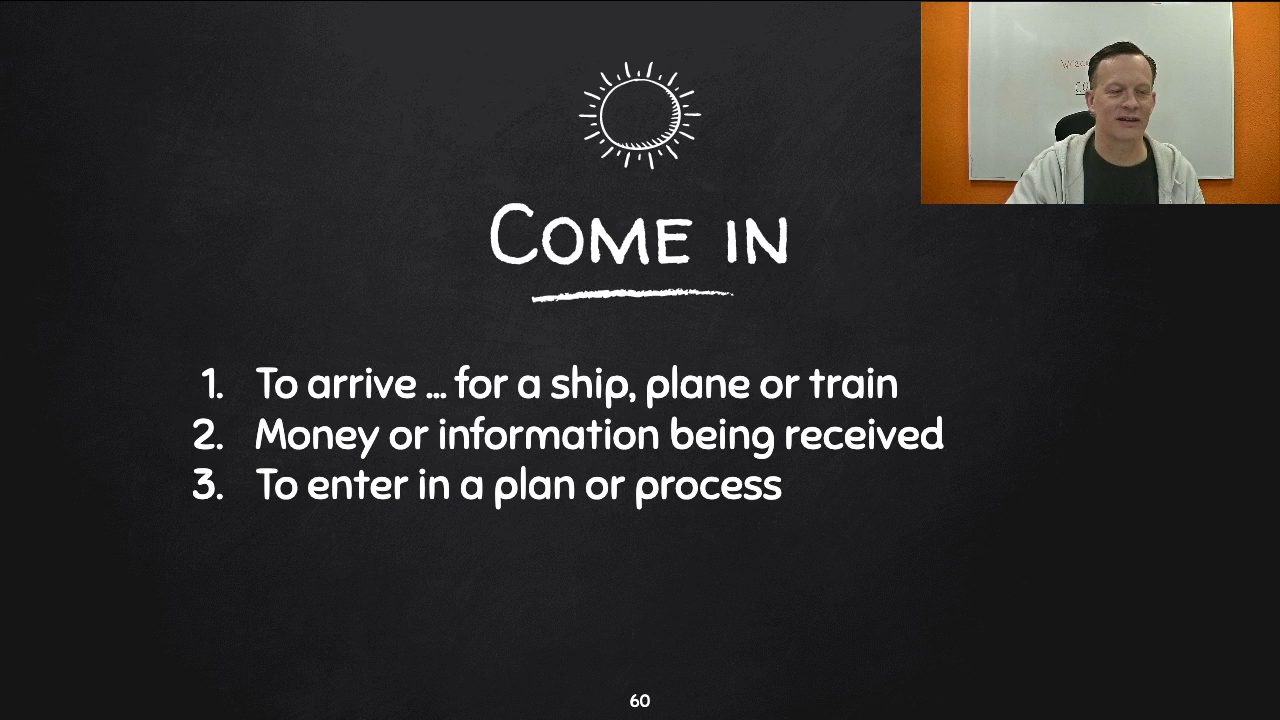 COME IN
1. To arrive ... for a ship, plane or train
2. Money or information being received
3. To enter in a plan or process
60